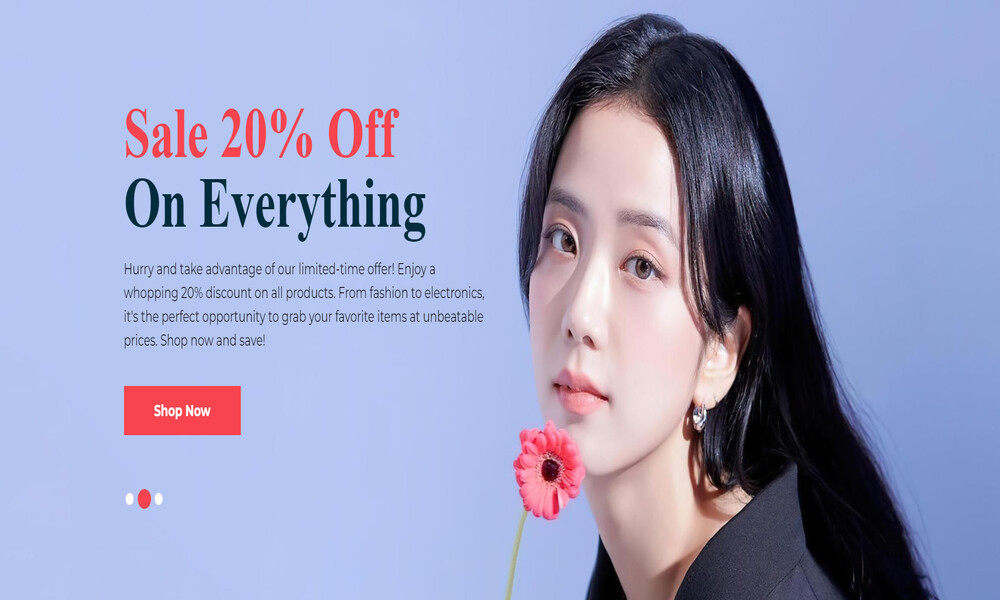 Sale 20% Off
On Everything
Hurry and take advantage of our limited-time offer! Enjoy a
whopping 20% discount on all products. From fashion to electronics,
it's the perfect opportunity to grab your favorite items at unbeatable
prices. Shop now and save!
Shop Now